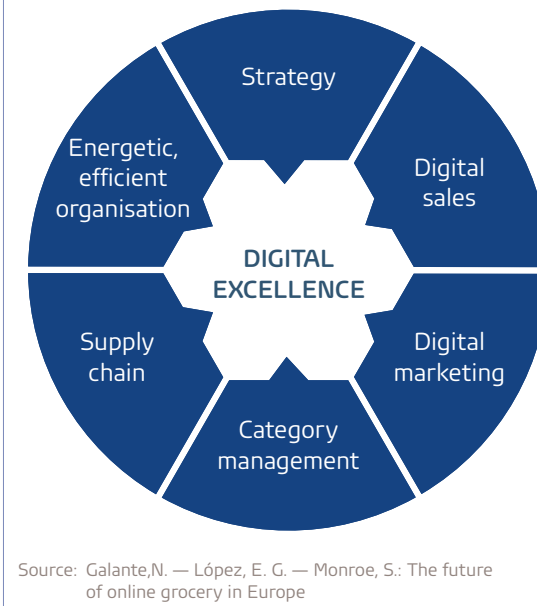 Strategy
Digital
sales
Digital
marketing
Category
management
Supply
chain
Energetic,
efficient
organisation
DIGITAL
EXCELLENCE
Source: Galante,N. — López, E. G. — Monroe, S.: The future
of online grocery in Europe